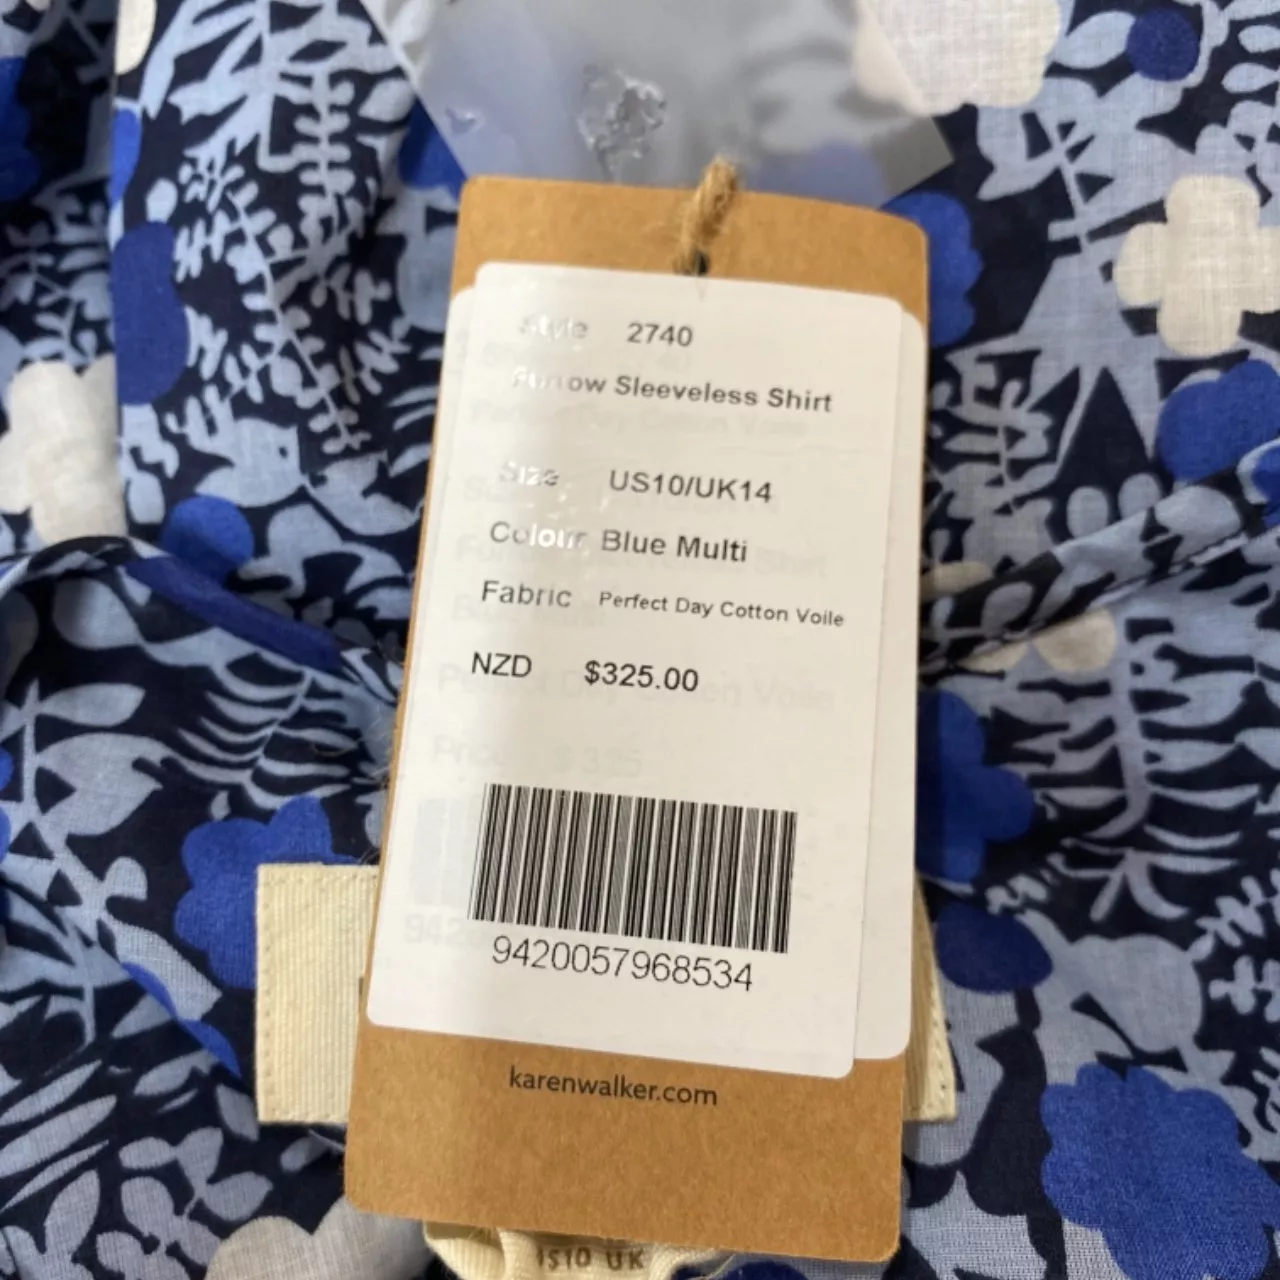 Style 2740
Furrow Sleeveless Shirt
Size US10/UK14
Colour Blue Multi
Fabric Perfect Day Cotton Voile
NZD $325.00
9420057968534
karenwalker.com
US10 UK